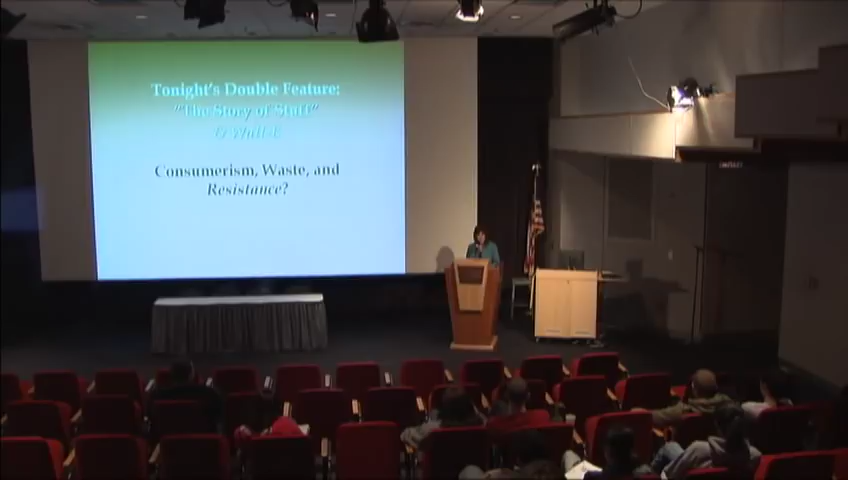 Tonight's Double Feature:
"The Story of Stuff"
Consumerism, Waste, and
Resistance?